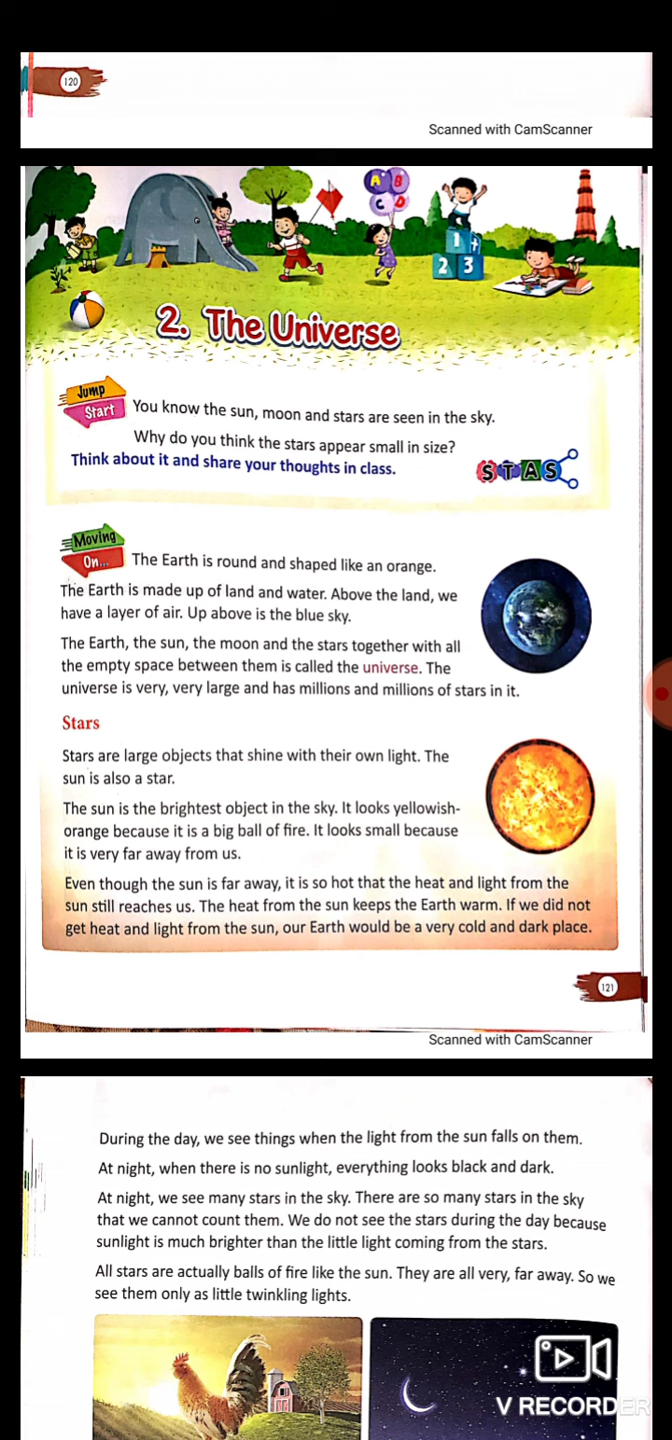 120
Scanned with CamScanner
A B
C D
1 +
2 3
2. The Universe
Jump
Start
You know the sun, moon and stars are seen in the sky.
Why do you think the stars appear small in size?
Think about it and share your thoughts in class.
STAS
Moving
On...
The Earth is round and shaped like an orange.
The Earth is made up of land and water. Above the land, we
have a layer of air. Up above is the blue sky.
The Earth, the sun, the moon and the stars together with all
the empty space between them is called the universe. The
universe is very, very large and has millions and millions of stars in it.
Stars
Stars are large objects that shine with their own light. The
sun is also a star.
The sun is the brightest object in the sky. It looks yellowish-
orange because it is a big ball of fire. It looks small because
it is very far away from us.
Even though the sun is far away, it is so hot that the heat and light from the
sun still reaches us. The heat from the sun keeps the Earth warm. If we did not
get heat and light from the sun, our Earth would be a very cold and dark place.
121
Scanned with CamScanner
During the day, we see things when the light from the sun falls on them.
At night, when there is no sunlight, everything looks black and dark.
At night, we see many stars in the sky. There are so many stars in the sky
that we cannot count them. We do not see the stars during the day because
sunlight is much brighter than the little light coming from the stars.
All stars are actually balls of fire like the sun. They are all very, far away. So we
see them only as little twinkling lights.
V RECORDER